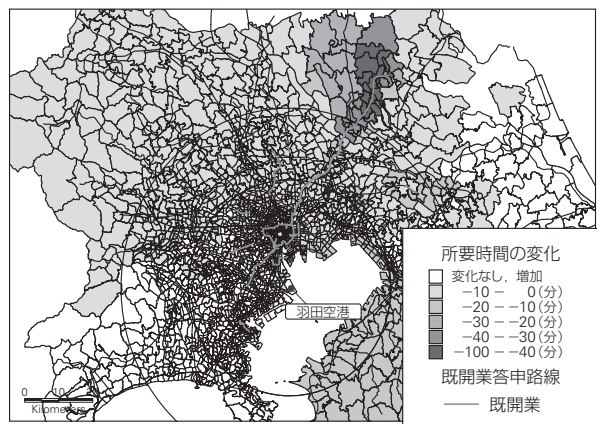 羽田空港
0 10 20
Kilometers
所要時間の変化
変化なし，増加
−10 − 0(分)
−20 − −10(分)
−30 − −20(分)
−40 − −30(分)
−100 − −40(分)
既開業答申路線
既開業